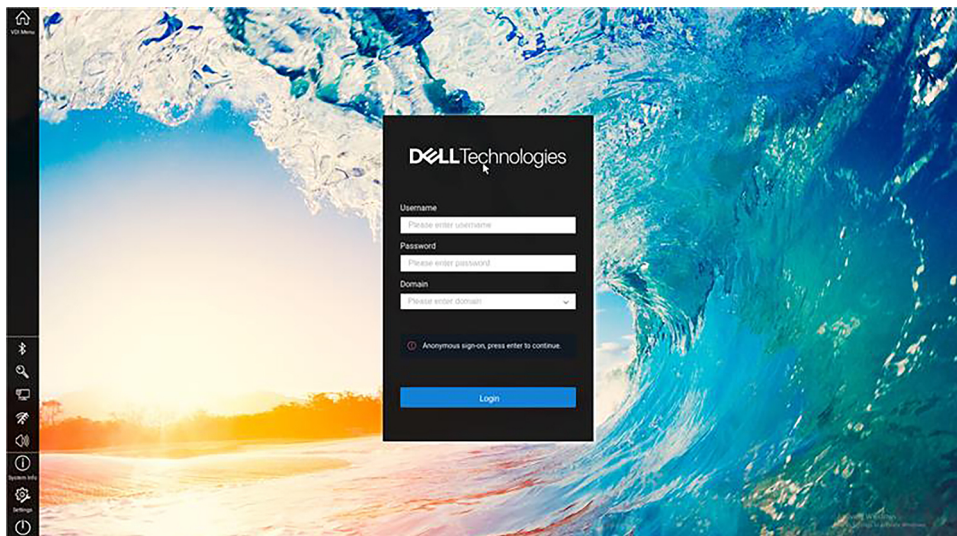 VDI Menu
DELLTechnologies
Username
Please enter username
Password
Please enter password
Domain
Please enter domain
Anonymous sign-on, press enter to continue.
Login
System Info
Settings